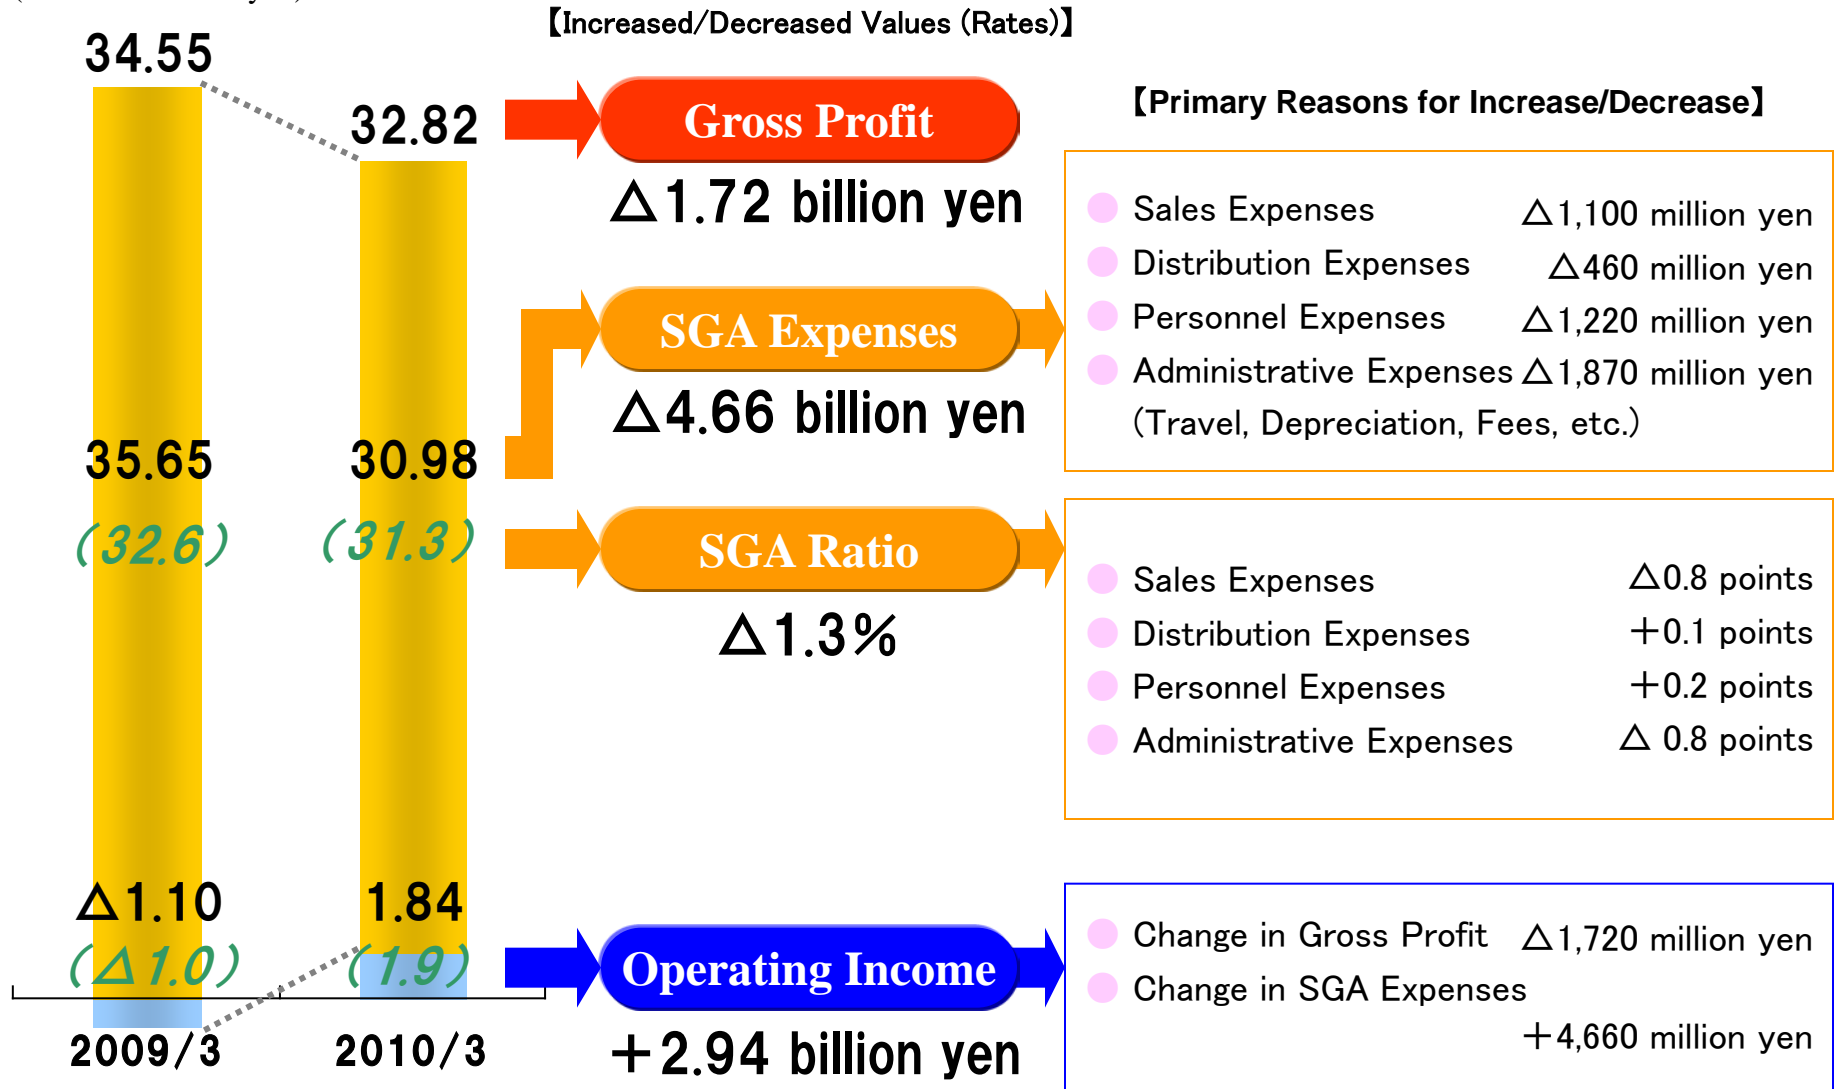 【Increased/Decreased Values (Rates)】
34.55
32.82
35.65
30.98
(32.6)
(31.3)
△1.10
1.84
(△1.0)
(1.9)
2009/3
2010/3
Gross Profit
△1.72 billion yen
SGA Expenses
△4.66 billion yen
SGA Ratio
△1.3%
Operating Income
+2.94 billion yen
【Primary Reasons for Increase/Decrease】
Sales Expenses △1,100 million yen
Distribution Expenses △460 million yen
Personnel Expenses △1,220 million yen
Administrative Expenses △1,870 million yen
(Travel, Depreciation, Fees, etc.)
Sales Expenses △0.8 points
Distribution Expenses +0.1 points
Personnel Expenses +0.2 points
Administrative Expenses △ 0.8 points
Change in Gross Profit △1,720 million yen
Change in SGA Expenses
+4,660 million yen